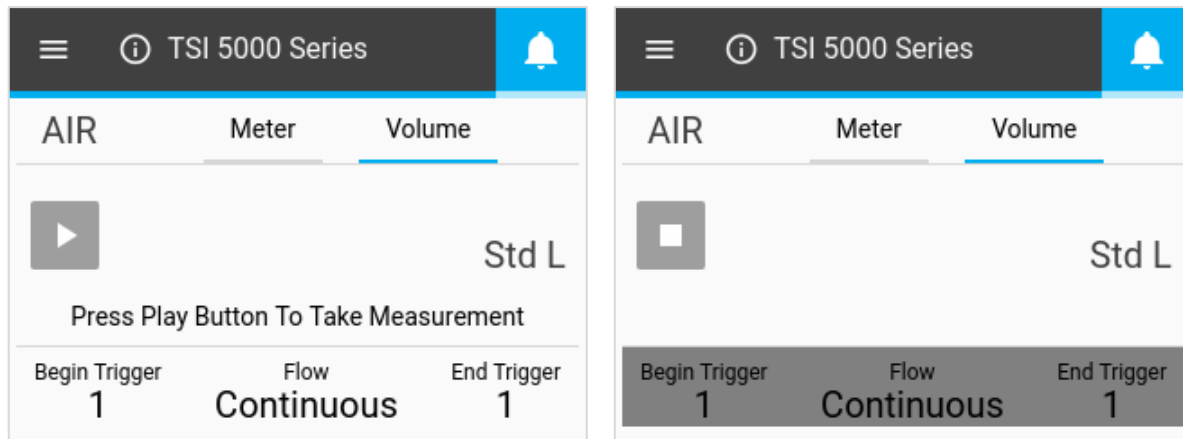 TSI 5000 Series
AIR Meter Volume
Std L
Press Play Button To Take Measurement
Begin Trigger Flow End Trigger
1 Continuous 1
TSI 5000 Series
AIR Meter Volume
Std L
Begin Trigger Flow End Trigger
1 Continuous 1